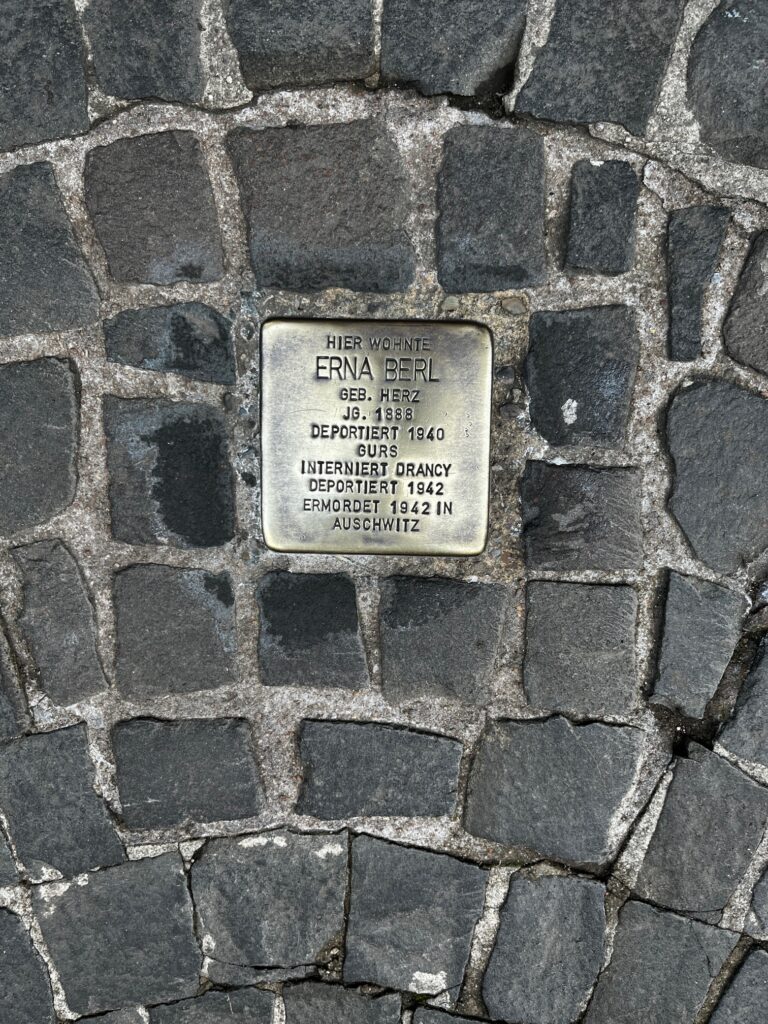 HIER WOHNTE
ERNA BERL
GEB. HERZ
JG. 1888
DEPORTIERT 1940
GURS
INTERNIERT DRANCY
DEPORTIERT 1942
ERMORDET 1942 IN
AUSCHWITZ